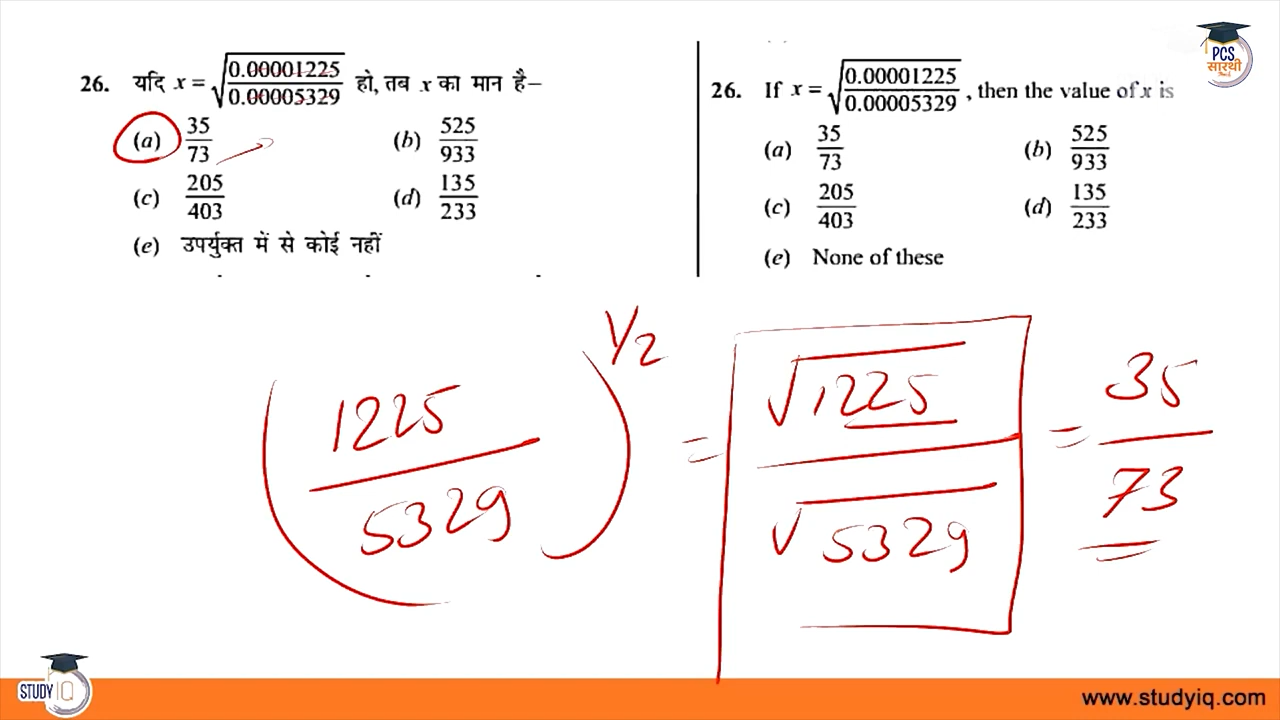 PCS
सारथी
26. यदि x = √(0.00001225/0.00005329) हो, तब x का मान है–
(a) 35/73 (b) 525/933
(c) 205/403 (d) 135/233
(e) उपर्युक्त में से कोई नहीं
26. If x = √(0.00001225/0.00005329), then the value of x is
(a) 35/73 (b) 525/933
(c) 205/403 (d) 135/233
(e) None of these
(1225/5329)^1/2 = √1225/√5329 = 35/73
STUDY IQ
www.studyiq.com